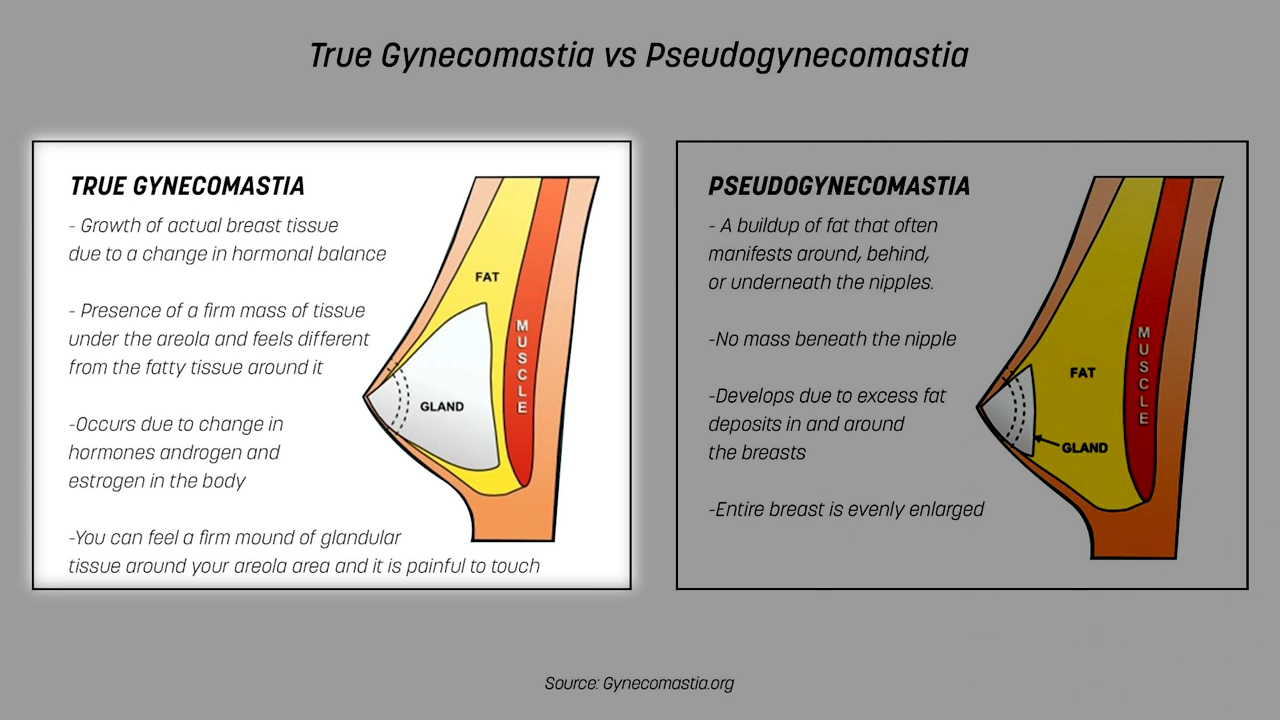 True Gynecomastia vs Pseudogynecomastia
TRUE GYNECOMASTIA
- Growth of actual breast tissue
due to a change in hormonal balance
- Presence of a firm mass of tissue
under the areola and feels different
from the fatty tissue around it
-Occurs due to change in
hormones androgen and
estrogen in the body
-You can feel a firm mound of glandular
tissue around your areola area and it is painful to touch
FAT
MUSCLE
GLAND
PSEUDOGYNECOMASTIA
- A buildup of fat that often
manifests around, behind,
or underneath the nipples.
-No mass beneath the nipple
-Develops due to excess fat
deposits in and around
the breasts
-Entire breast is evenly enlarged
MUSCLE
FAT
GLAND
Source: Gynecomastia.org